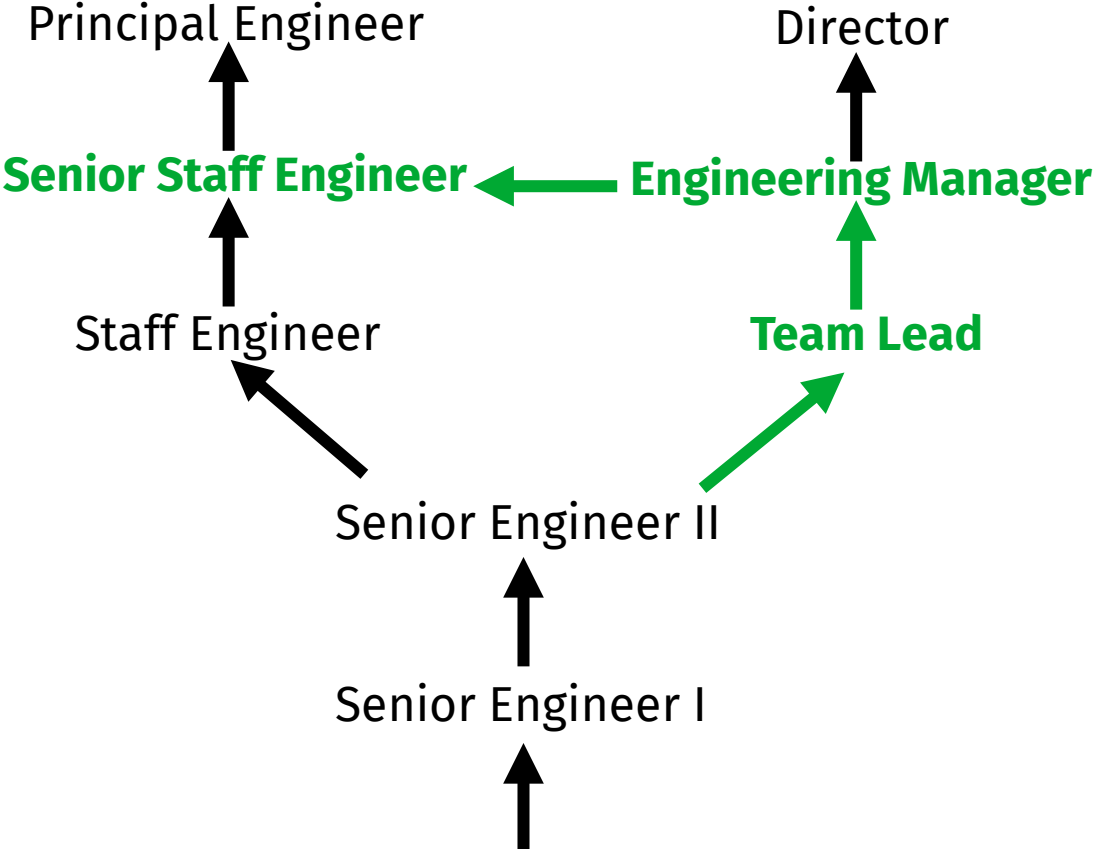 Principal Engineer
Director
Senior Staff Engineer
Engineering Manager
Staff Engineer
Team Lead
Senior Engineer II
Senior Engineer I